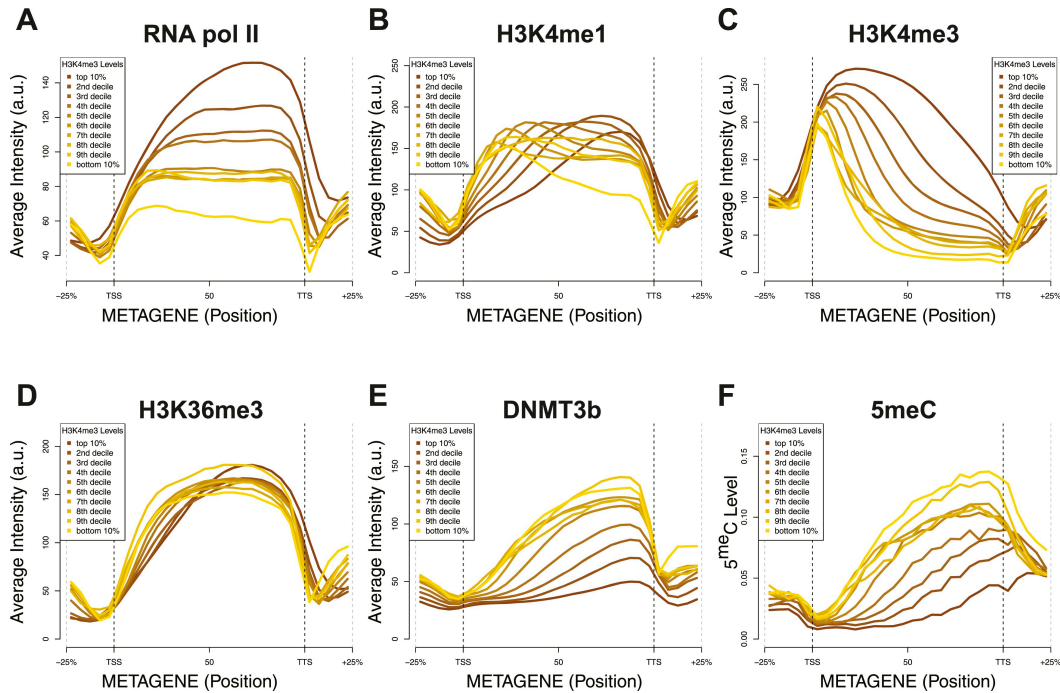 A
RNA pol II
Average Intensity (a.u.)
40
60
80
100
140
H3K4me3 Levels
top 10%
2nd decile
3rd decile
4th decile
5th decile
6th decile
7th decile
8th decile
9th decile
bottom 10%
−25%
TSS
50
TTS
+25%
METAGENE (Position)
B
H3K4me1
Average Intensity (a.u.)
0
50
100
150
200
250
H3K4me3 Levels
top 10%
2nd decile
3rd decile
4th decile
5th decile
6th decile
7th decile
8th decile
9th decile
bottom 10%
−25%
TSS
50
TTS
+25%
METAGENE (Position)
C
H3K4me3
Average Intensity (a.u.)
0
50
100
150
200
250
H3K4me3 Levels
top 10%
2nd decile
3rd decile
4th decile
5th decile
6th decile
7th decile
8th decile
9th decile
bottom 10%
−25%
TSS
50
TTS
+25%
METAGENE (Position)
D
H3K36me3
Average Intensity (a.u.)
0
50
100
150
200
H3K4me3 Levels
top 10%
2nd decile
3rd decile
4th decile
5th decile
6th decile
7th decile
8th decile
9th decile
bottom 10%
−25%
TSS
50
TTS
+25%
METAGENE (Position)
E
DNMT3b
Average Intensity (a.u.)
0
50
100
150
H3K4me3 Levels
top 10%
2nd decile
3rd decile
4th decile
5th decile
6th decile
7th decile
8th decile
9th decile
bottom 10%
−25%
TSS
50
TTS
+25%
METAGENE (Position)
F
5meC
5meC Level
0.00
0.05
0.10
0.15
H3K4me3 Levels
top 10%
2nd decile
3rd decile
4th decile
5th decile
6th decile
7th decile
8th decile
9th decile
bottom 10%
−25%
TSS
50
TTS
+25%
METAGENE (Position)